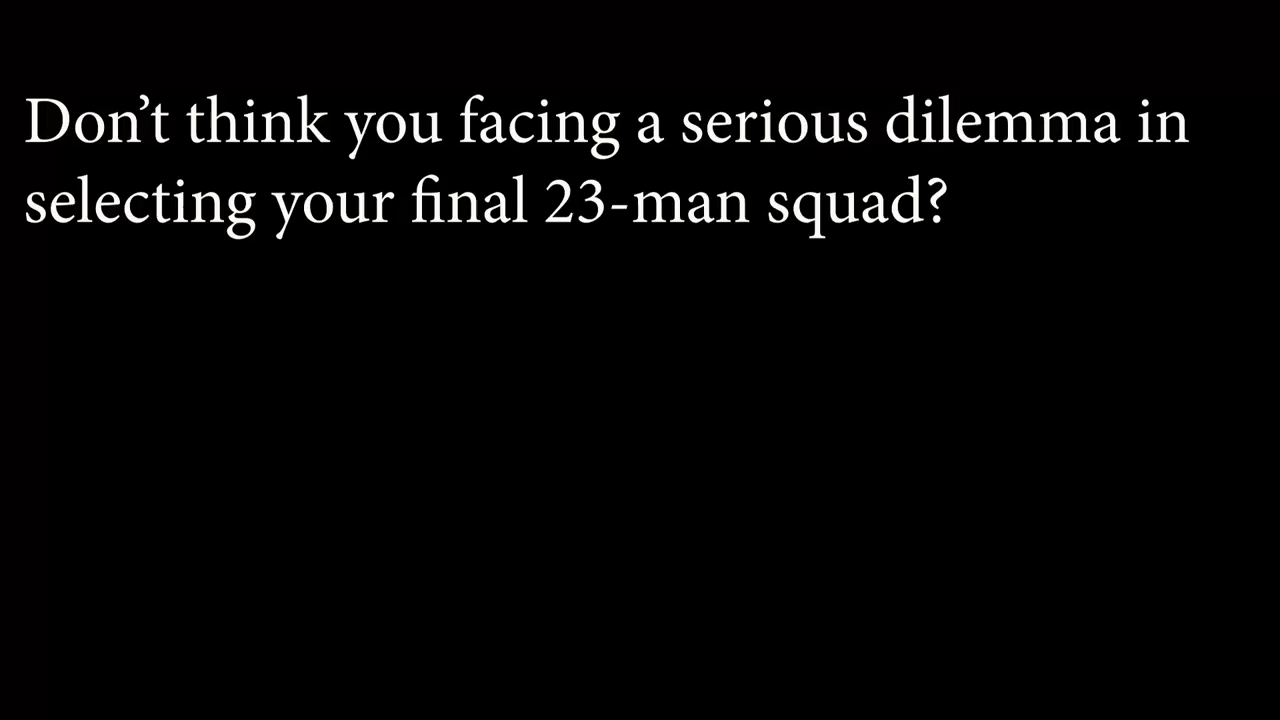 Don’t think you facing a serious dilemma in
selecting your final 23-man squad?